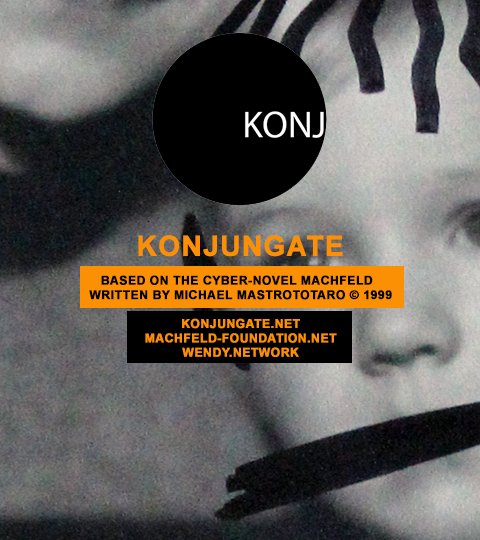 KONJ
KONJUNGATE
BASED ON THE CYBER-NOVEL MACHFELD
WRITTEN BY MICHAEL MASTROTOTARO © 1999
KONJUNGATE.NET
MACHFELD-FOUNDATION.NET
WENDY.NETWORK